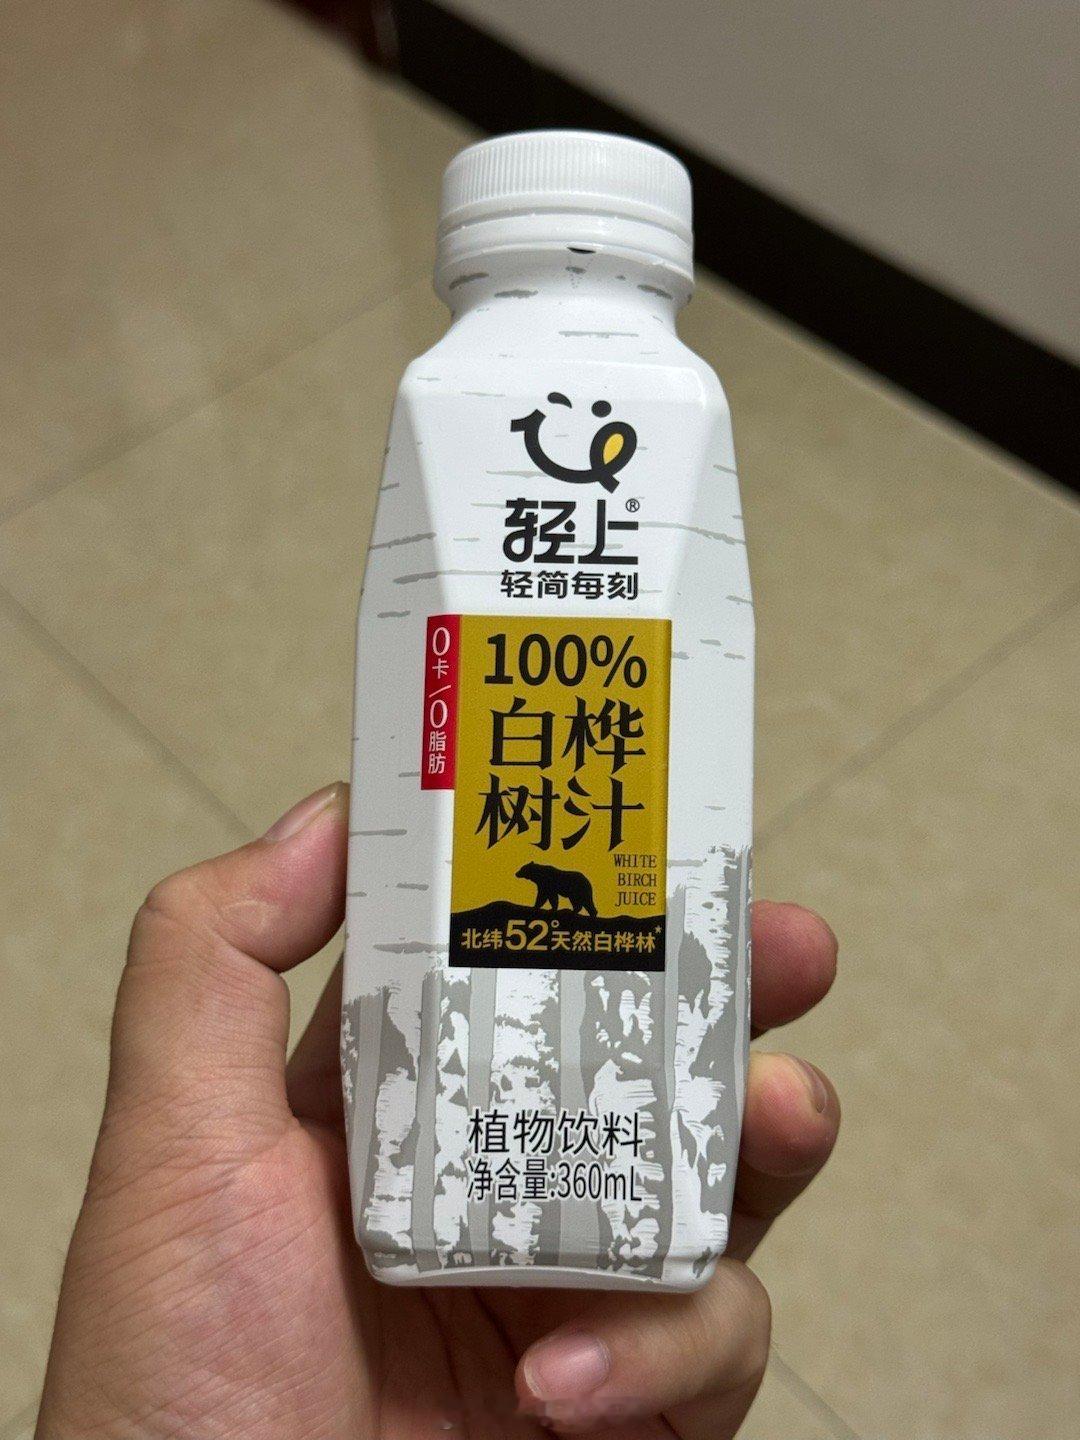 轻上®
轻简每刻
0卡/0脂肪
100%
白桦
树汁
WHITE
BIRCH
JUICE
北纬52°天然白桦林*
植物饮料
净含量:360mL